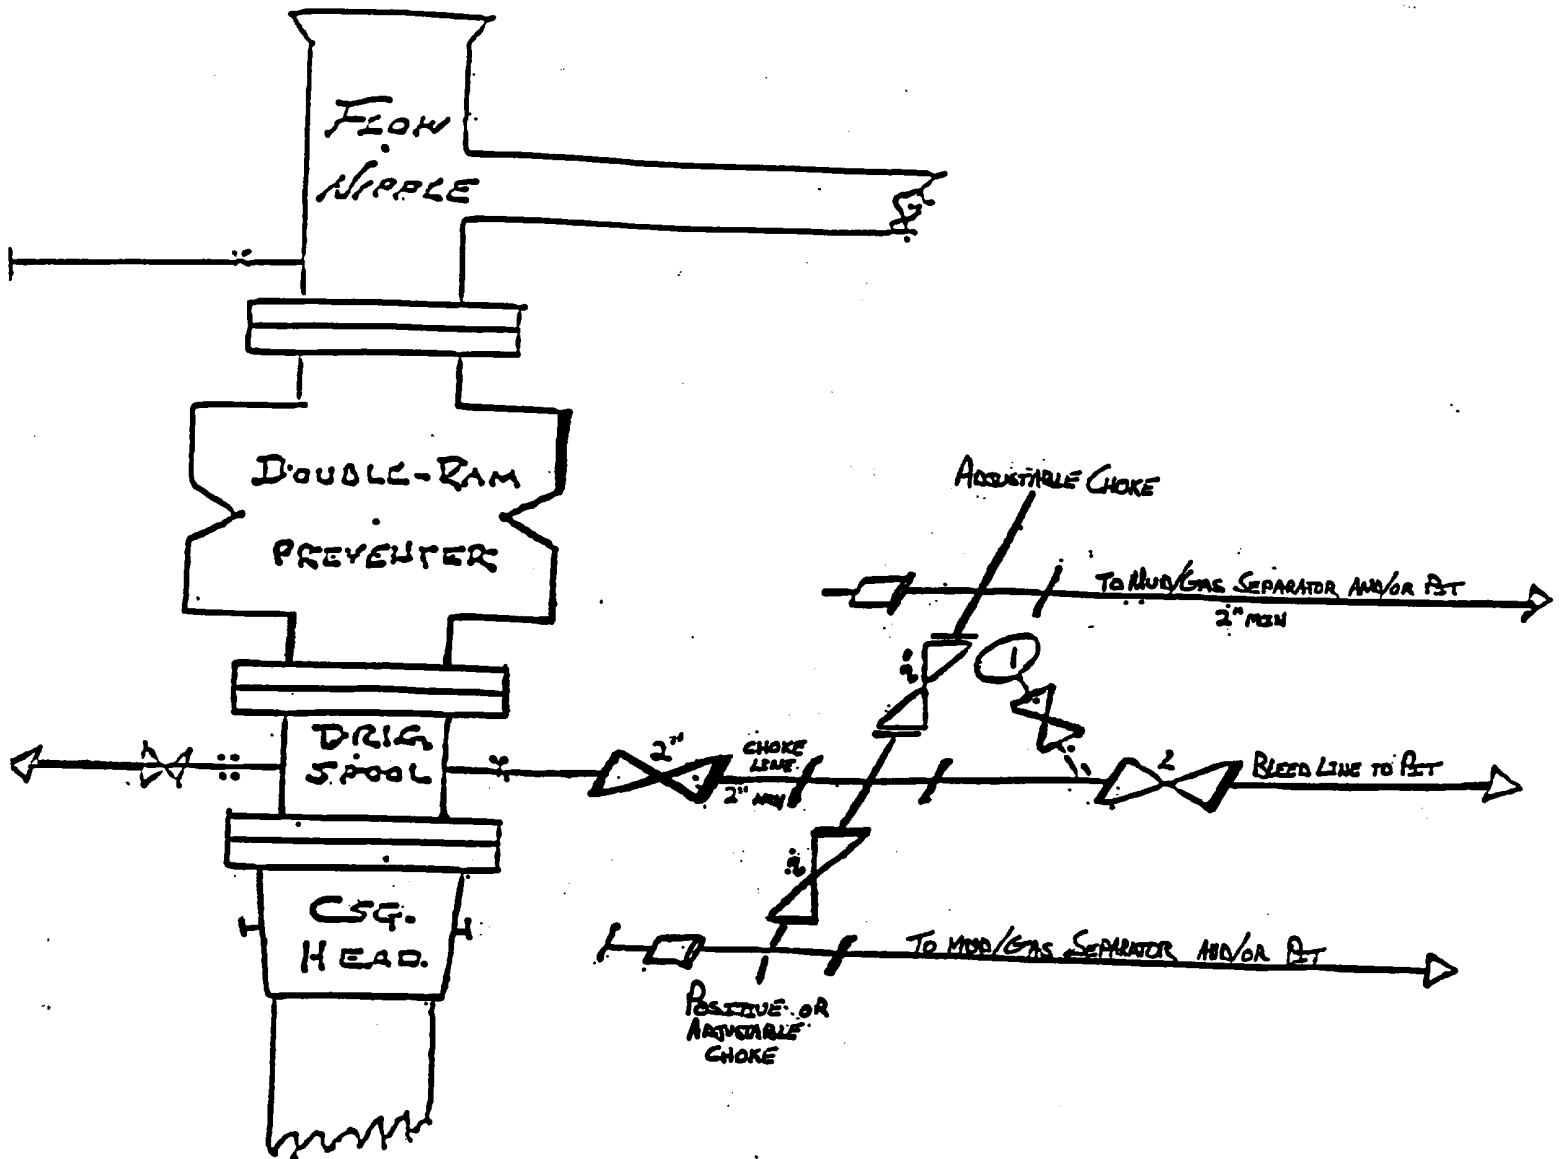 FLOW
NIPPLE
DOUBLE-RAM
PREVENTER
ADJUSTABLE CHOKE
TO MUD/GAS SEPARATOR AND/OR PIT
2" MIN
1
DRLG
SPOOL
2"
CHOKE
LINE
2" MIN
2
BLEED LINE TO PIT
CSG.
HEAD.
TO MUD/GAS SEPARATOR AND/OR PIT
POSITIVE OR
ADJUSTABLE
CHOKE